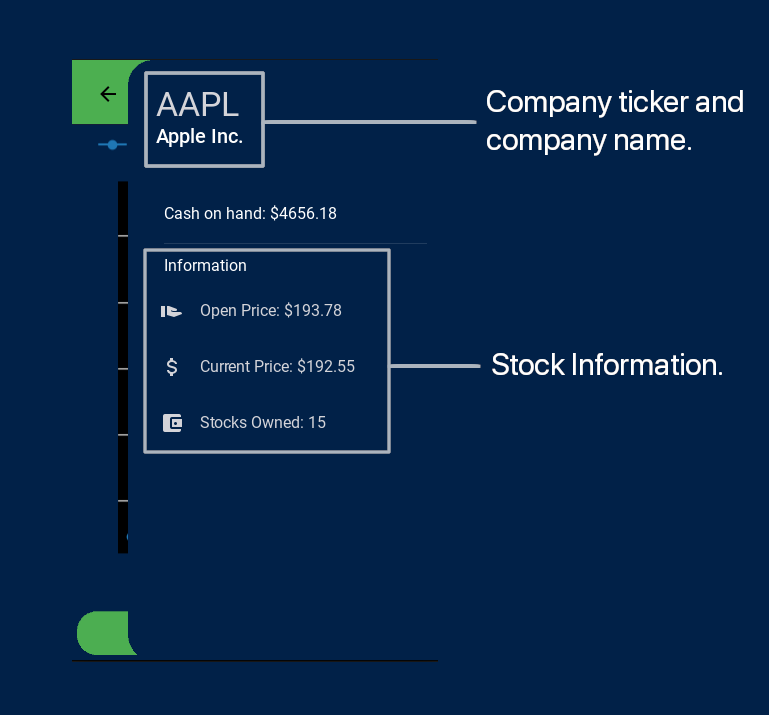 AAPL
Apple Inc.
Company ticker and
company name.
Cash on hand: $4656.18
Information
Open Price: $193.78
Current Price: $192.55
Stocks Owned: 15
Stock Information.